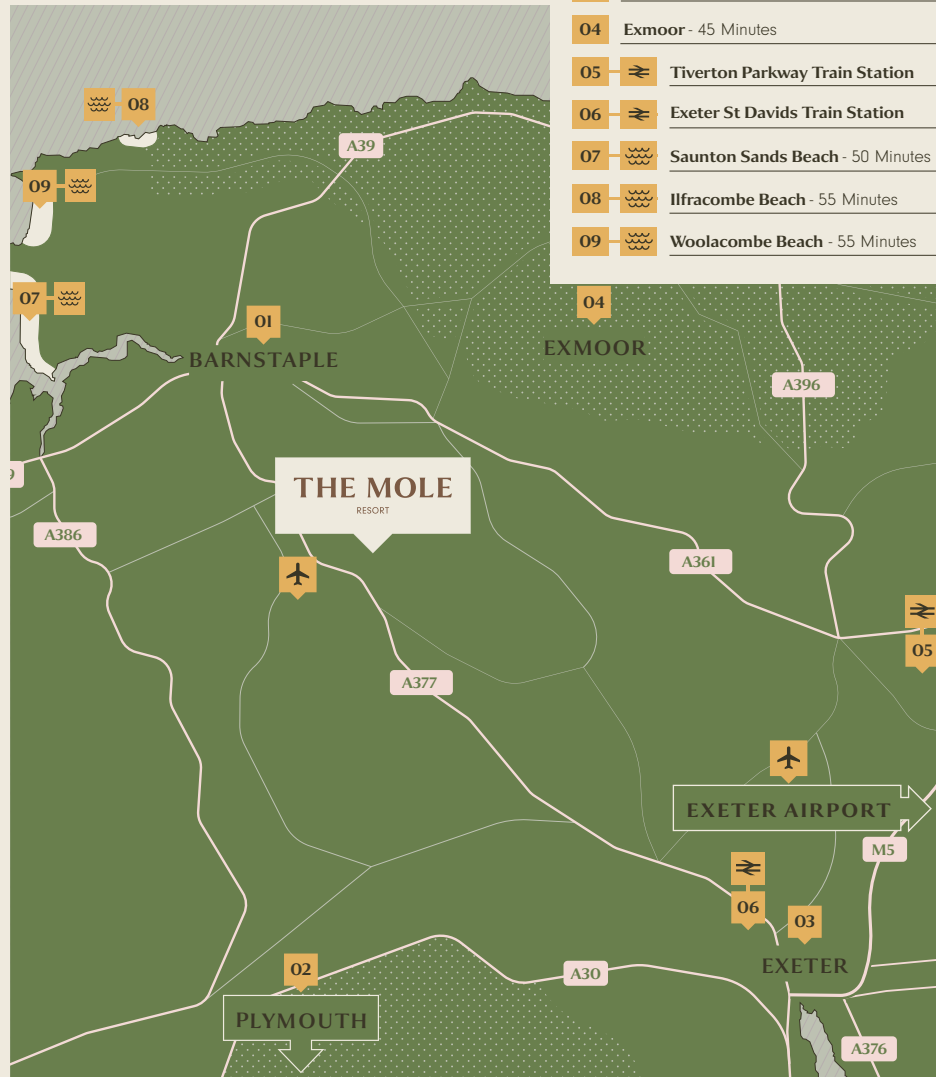 04 Exmoor - 45 Minutes
05 Tiverton Parkway Train Station
06 Exeter St Davids Train Station
07 Saunton Sands Beach - 50 Minutes
08 Ilfracombe Beach - 55 Minutes
09 Woolacombe Beach - 55 Minutes
08
A39
09
07
04
01
EXMOOR
BARNSTAPLE
A396
9
THE MOLE
RESORT
A386
A361
05
A377
EXETER AIRPORT
M5
06
03
EXETER
02
A30
PLYMOUTH
A376